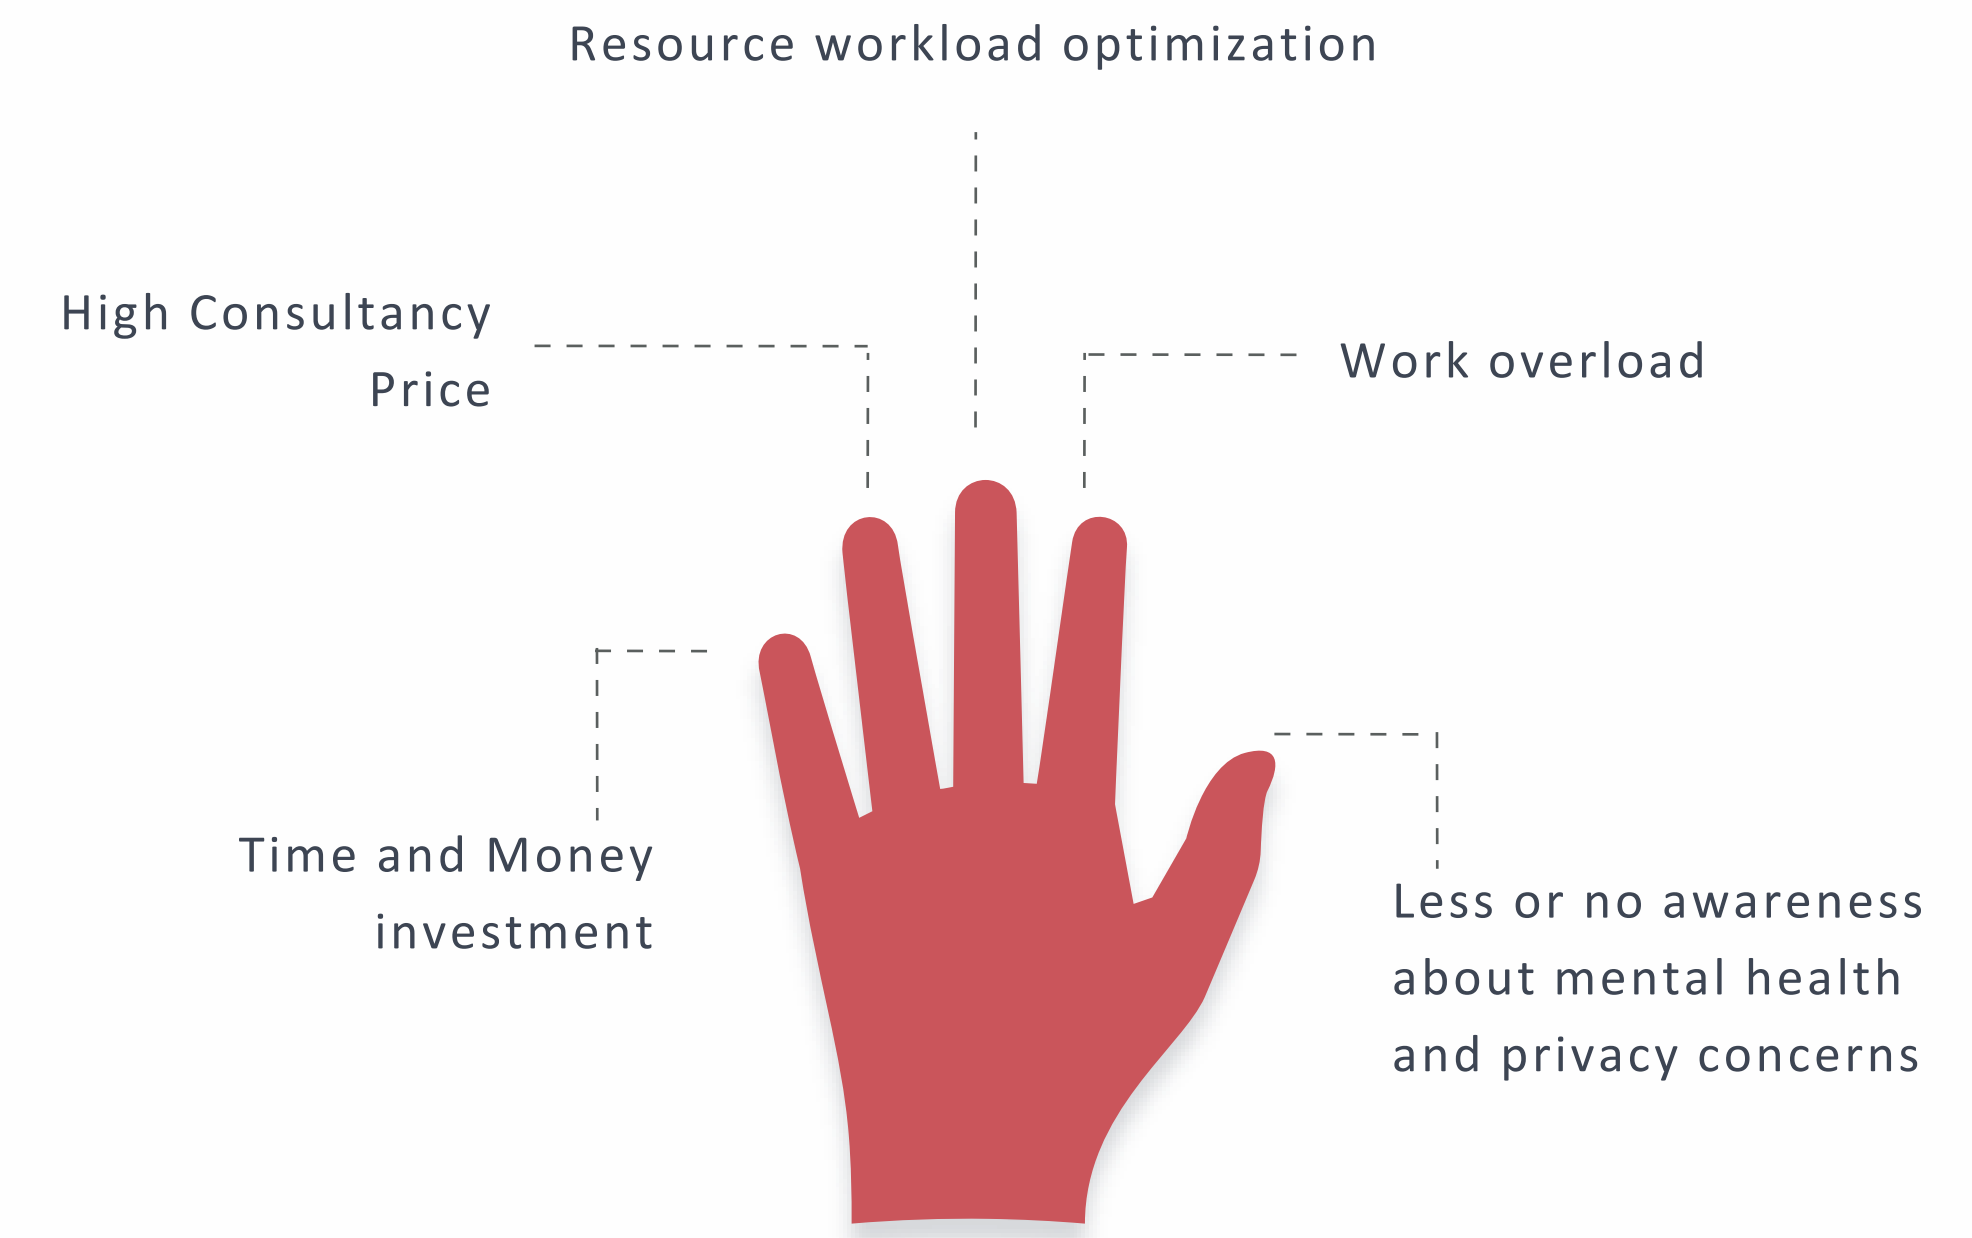 Resource workload optimization
High Consultancy
Price
Work overload
Time and Money
investment
Less or no awareness
about mental health
and privacy concerns